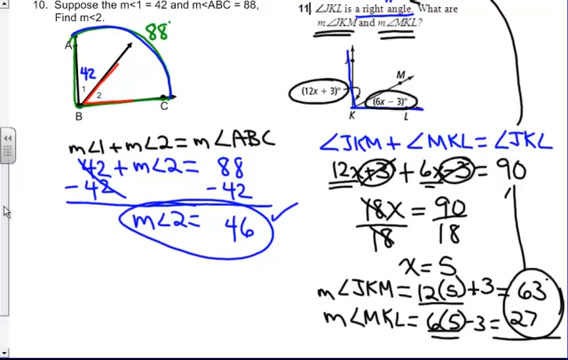 10. Suppose the m<1 = 42 and m<ABC = 88,
Find m<2.
88°
A
42
1
2
B
C
m∠1 + m∠2 = m∠ABC
42 + m∠2 = 88
-42 -42
m∠2 = 46
11 ∠JKL is a right angle. What are
m∠JKM and m∠MKL?
M
(12x + 3)°
(6x − 3)°
K
L
∠JKM + ∠MKL = ∠JKL
12x+3 + 6x-3 = 90
18x = 90
18 18
x = 5
m∠JKM = 12(5)+3 = 63°
m∠MKL = 6(5)-3 = 27